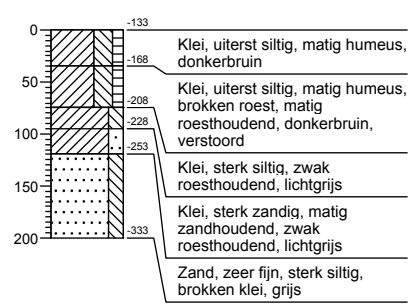 0
50
100
150
200
-133
-168
-208
-228
-253
-333
Klei, uiterst siltig, matig humeus,
donkerbruin
Klei, uiterst siltig, matig humeus,
brokken roest, matig
roesthoudend, donkerbruin,
verstoord
Klei, sterk siltig, zwak
roesthoudend, lichtgrijs
Klei, sterk zandig, matig
zandhoudend, zwak
roesthoudend, lichtgrijs
Zand, zeer fijn, sterk siltig,
brokken klei, grijs